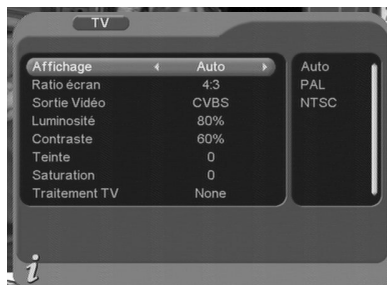 TV
Affichage Auto
Ratio écran 4:3
Sortie Vidéo CVBS
Luminosité 80%
Contraste 60%
Teinte 0
Saturation 0
Traitement TV None
Auto
PAL
NTSC
i